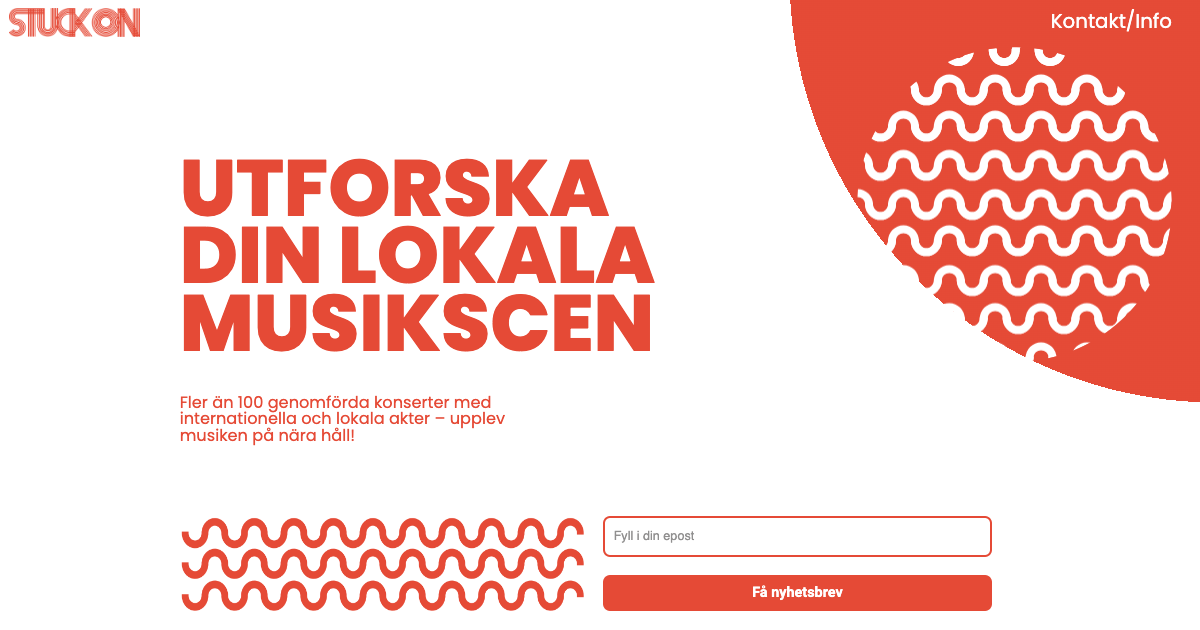 STUCK ON
Kontakt/Info
UTFORSKA
DIN LOKALA
MUSIKSCEN
Fler än 100 genomförda konserter med
internationella och lokala akter – upplev
musiken på nära håll!
Fyll i din epost
Få nyhetsbrev